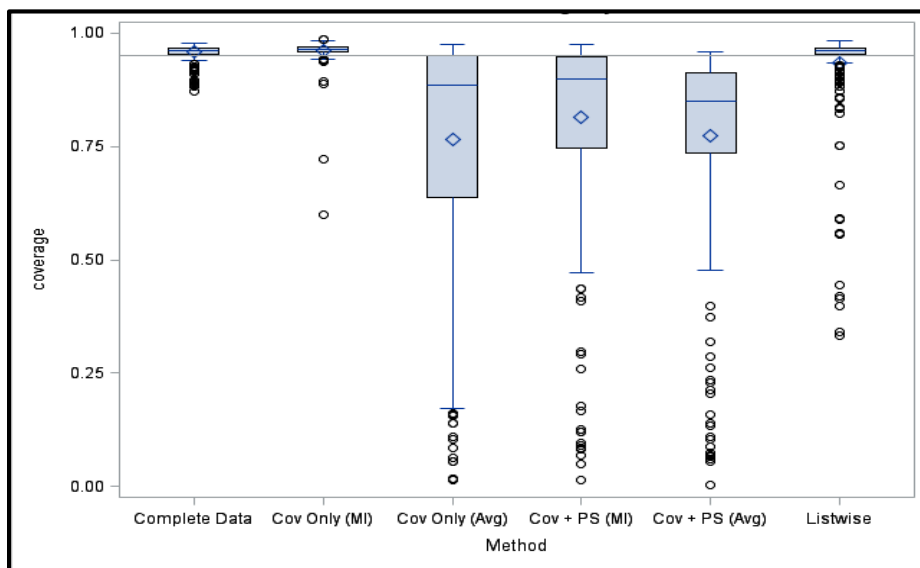 1.00
0.75
0.50
0.25
0.00
coverage
Complete Data Cov Only (MI) Cov Only (Avg) Cov + PS (MI) Cov + PS (Avg) Listwise
Method